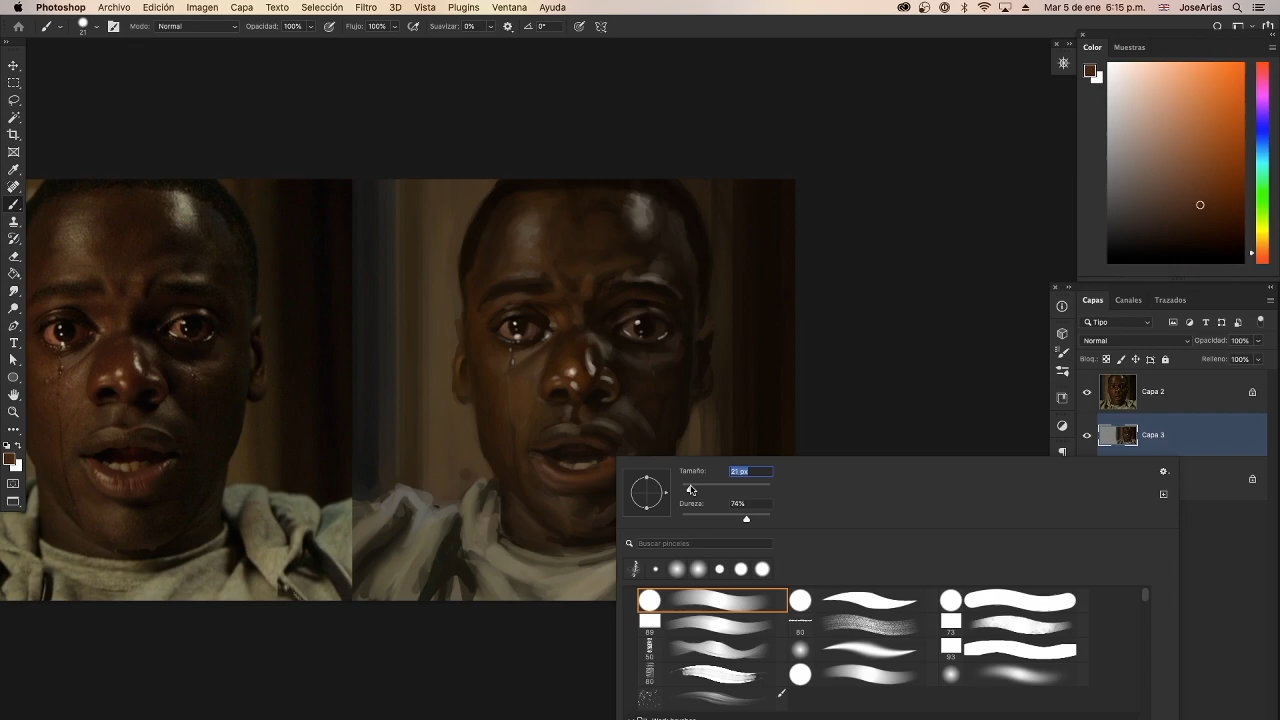 Photoshop Archivo Edición Imagen Capa Texto Selección Filtro 3D Vista Plugins Ventana Ayuda Mar 5 de ene 6:15 p.m. JoseArias
21 Modo: Normal Opacidad: 100% Flujo: 100% Suavizar: 0% 0°
Color Muestras
Capas Canales Trazados
Tipo
Normal Opacidad: 100%
Bloq.: Relleno: 100%
Capa 2
Capa 3
Tamaño: 21 px
Dureza: 74%
Buscar pinceles
89 80 73
50 93
80
Work brushes